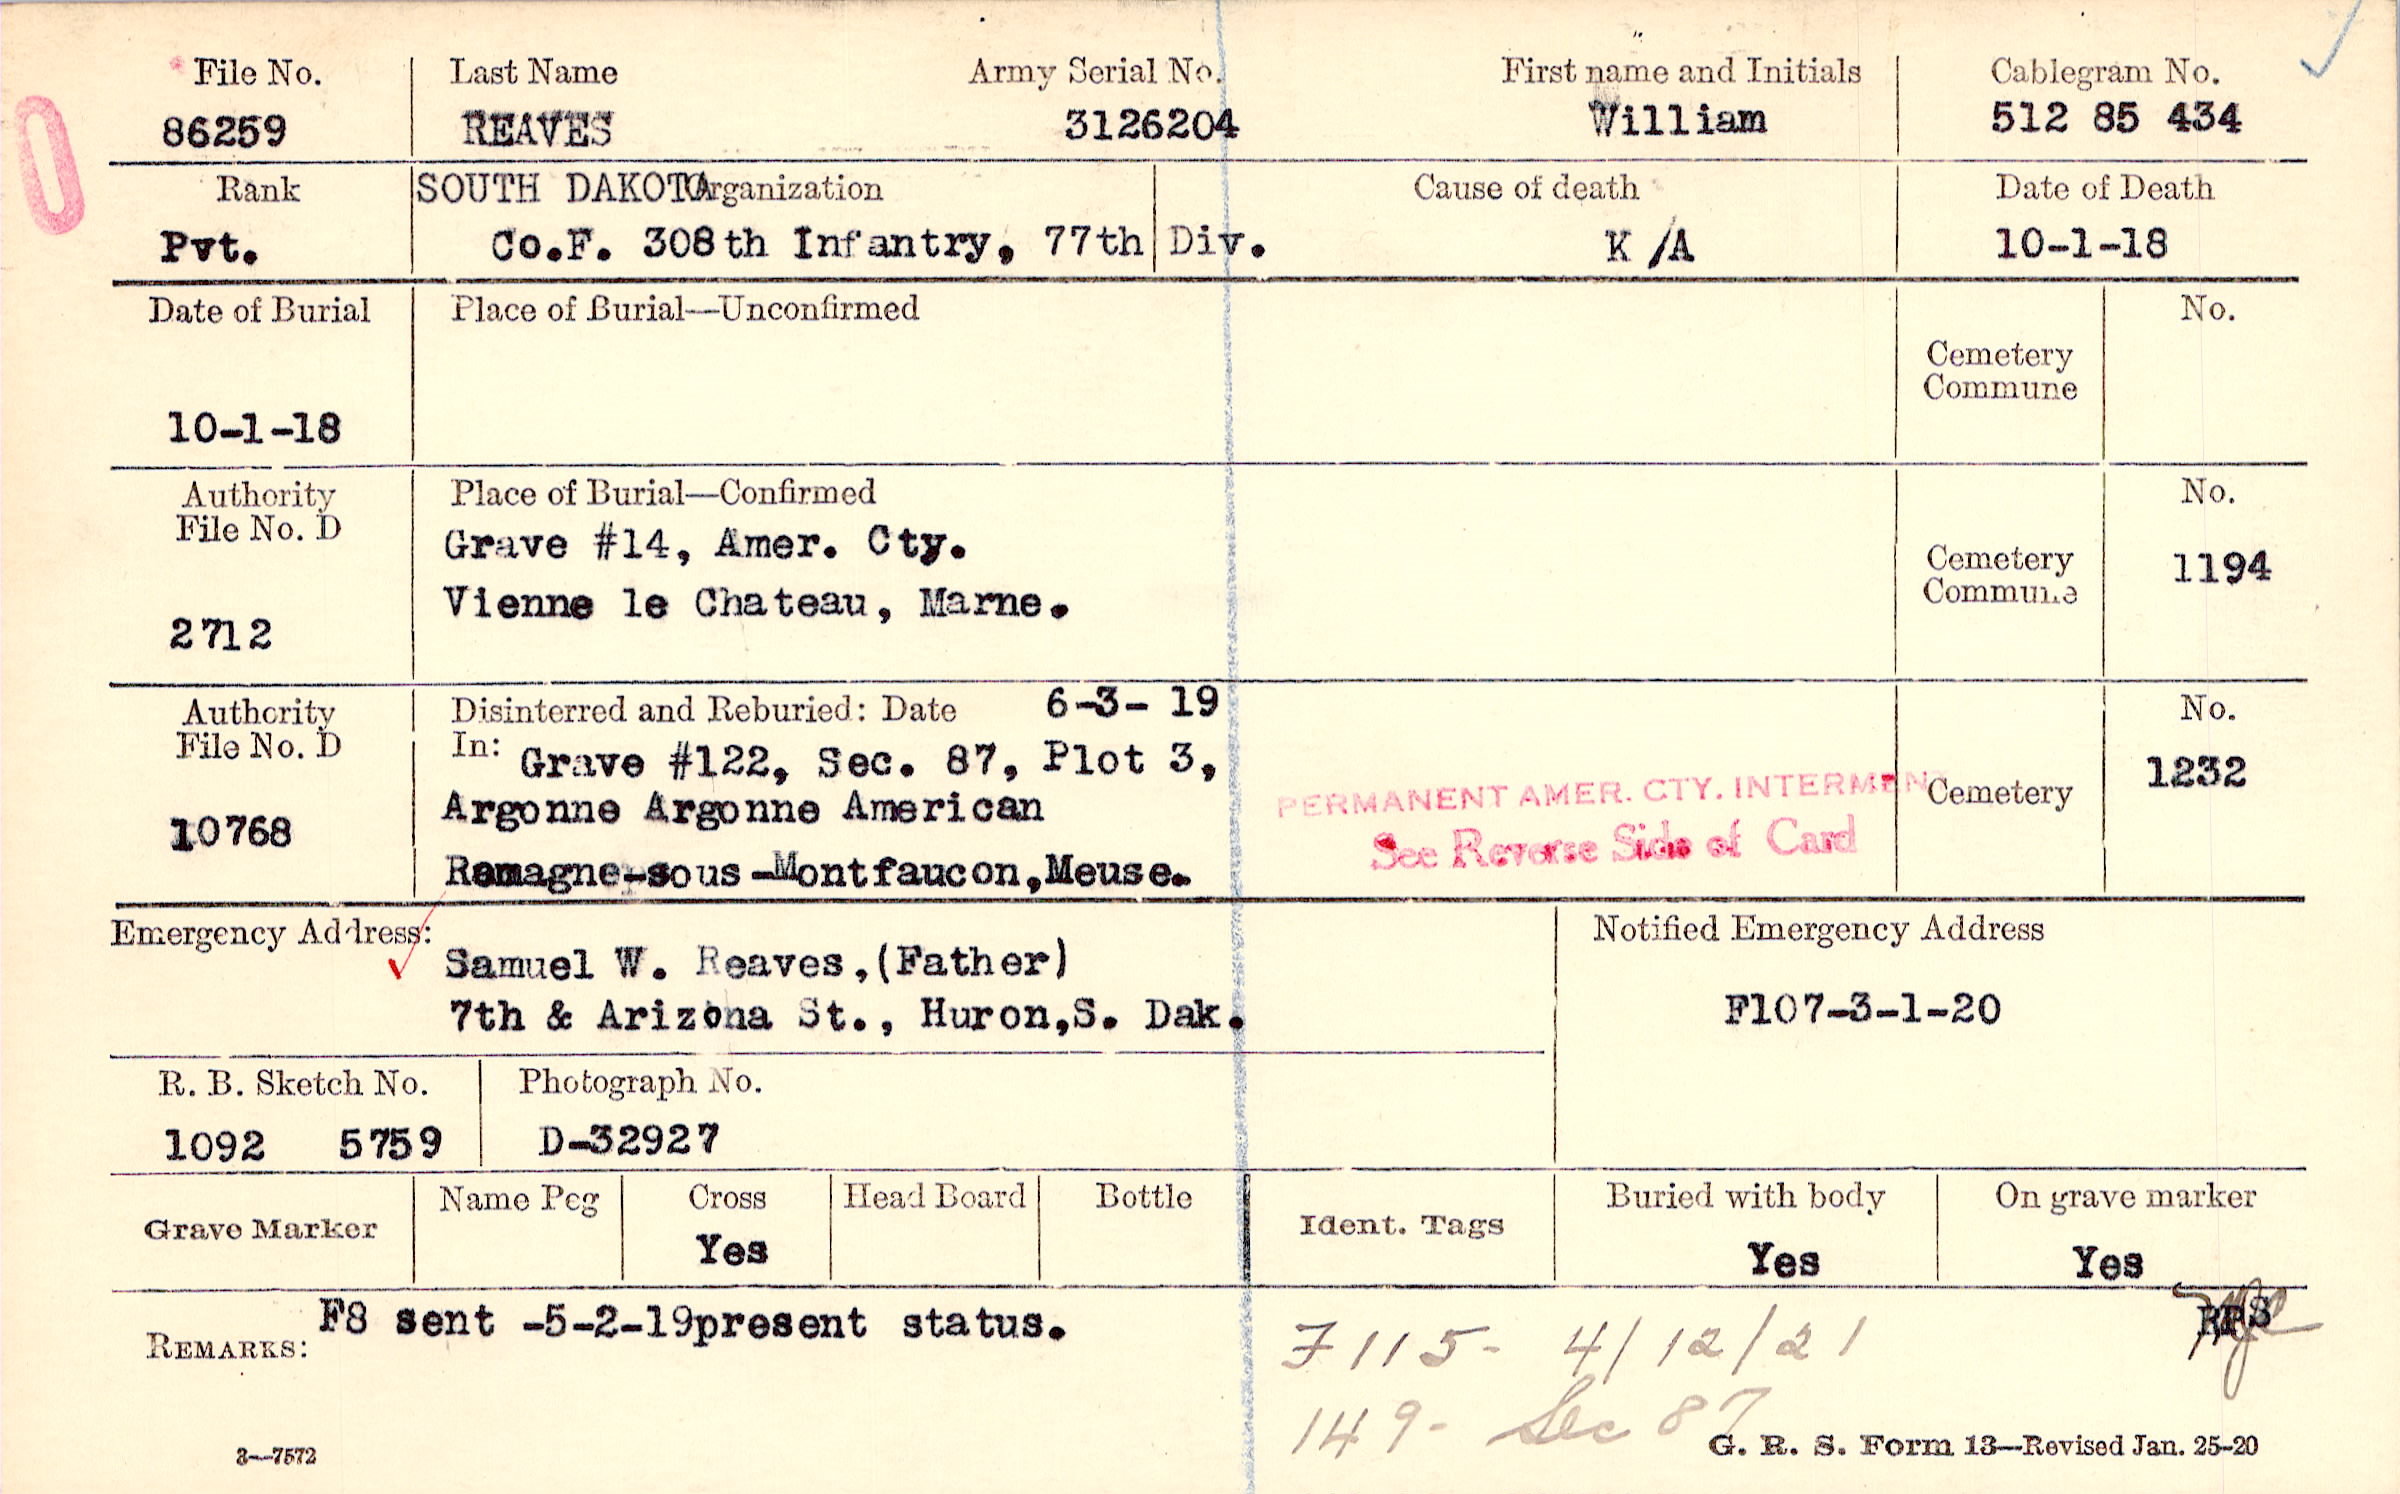 File No. Last Name Army Serial No. First name and Initials Cablegram No.
86259 REAVES 3126204 William 512 85 434
Rank SOUTH DAKOTA Organization Cause of death Date of Death
Pvt. Co.F. 308th Infantry, 77th Div. K/A 10-1-18
Date of Burial Place of Burial—Unconfirmed No.
Cemetery
Commune
10-1-18
Authority Place of Burial—Confirmed No.
File No. D
Grave #14, Amer. Cty.
Cemetery 1194
Commune
Vienne le Chateau, Marne.
2712
Authority Disinterred and Reburied: Date 6-3- 19 No.
File No. D In: Grave #122, Sec. 87, Plot 3,
1232
PERMANENT AMER. CTY. INTERMENT Cemetery
10768 Argonne Argonne American
See Reverse Side of Card
Romagne-sous-Montfaucon,Meuse.
Emergency Address: Notified Emergency Address
Samuel W. Reaves,(Father)
7th & Arizona St., Huron,S. Dak. F107-3-1-20
R. B. Sketch No. Photograph No.
1092 5759 D-32927
Grave Marker Name Peg Cross Head Board Bottle Ident. Tags Buried with body On grave marker
Yes Yes Yes
REMARKS: F8 sent -5-2-19present status.
F115- 4/12/21
149- Sec 87
3—7572 G. R. S. Form 13—Revised Jan. 25-20